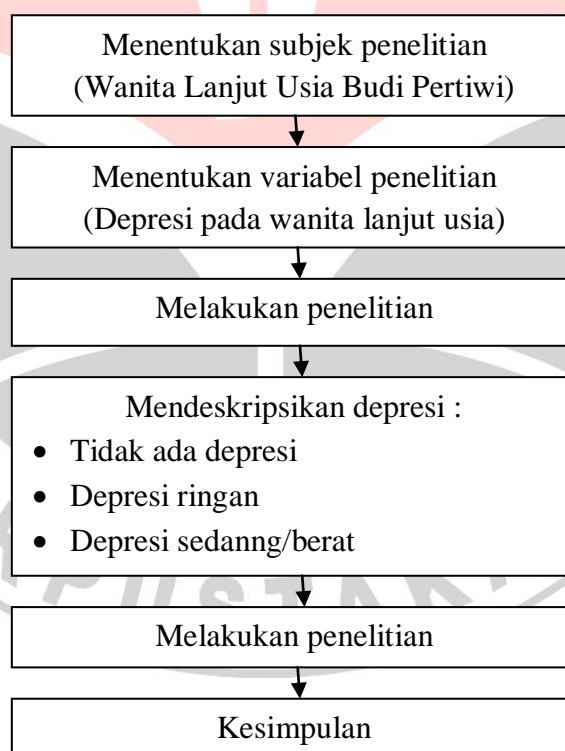 Menentukan subjek penelitian
(Wanita Lanjut Usia Budi Pertiwi)
Menentukan variabel penelitian
(Depresi pada wanita lanjut usia)
Melakukan penelitian
Mendeskripsikan depresi :
• Tidak ada depresi
• Depresi ringan
• Depresi sedanng/berat
Melakukan penelitian
Kesimpulan